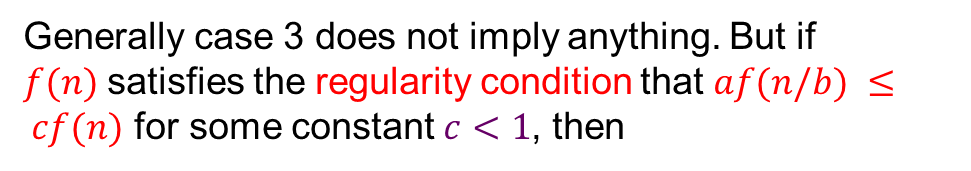 Generally case 3 does not imply anything. But if
f(n) satisfies the regularity condition that af(n/b) ≤
cf(n) for some constant c < 1, then